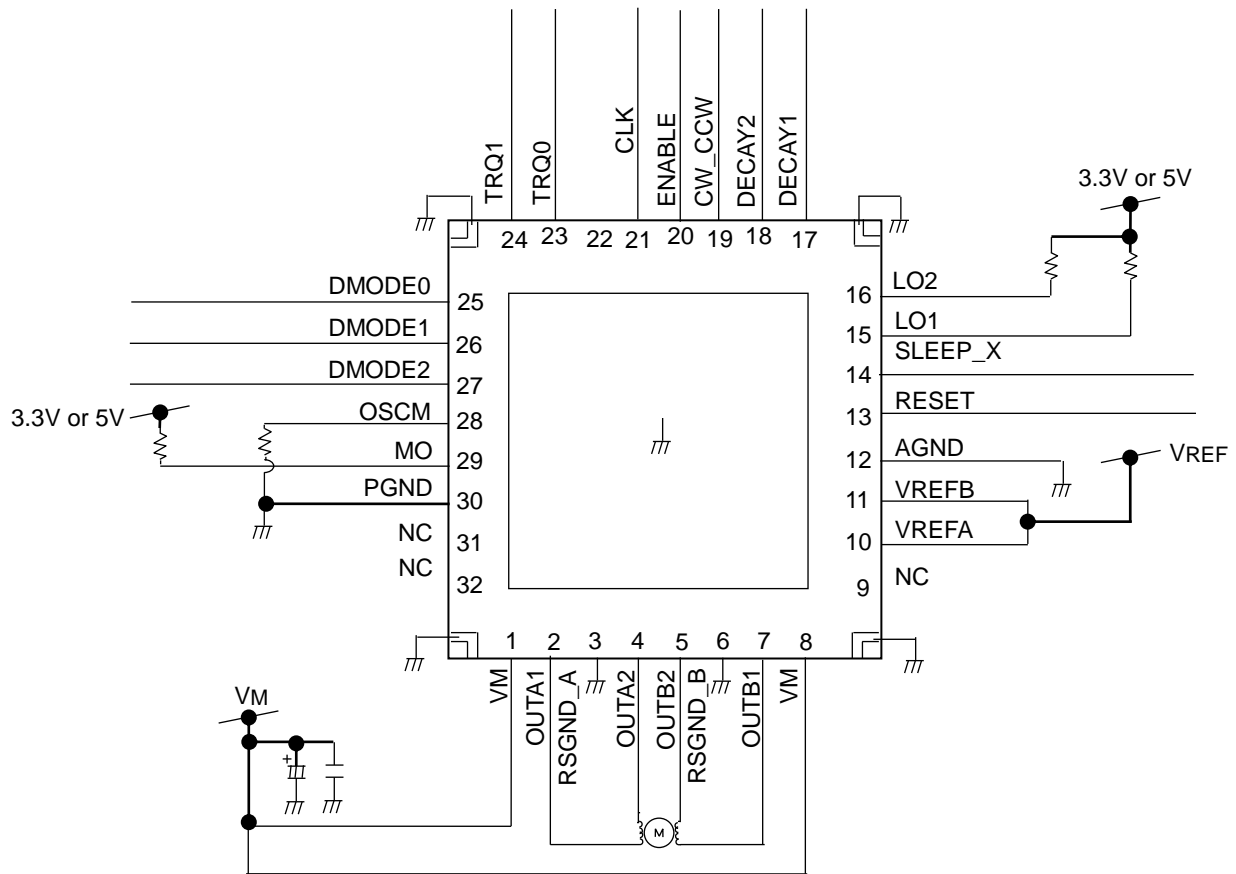 TRQ1
TRQ0
CLK
ENABLE
CW_CCW
DECAY2
DECAY1
3.3V or 5V
24
23
22
21
20
19
18
17
DMODE0
25
DMODE1
26
DMODE2
27
3.3V or 5V
OSCM
28
MO
29
PGND
30
NC
31
NC
32
16
LO2
15
LO1
SLEEP_X
14
13
RESET
12
AGND
VREF
11
VREFB
10
VREFA
9
NC
1
2
3
4
5
6
7
8
VM
OUTA1
RSGND_A
OUTA2
OUTB2
RSGND_B
OUTB1
VM
VM
+
M